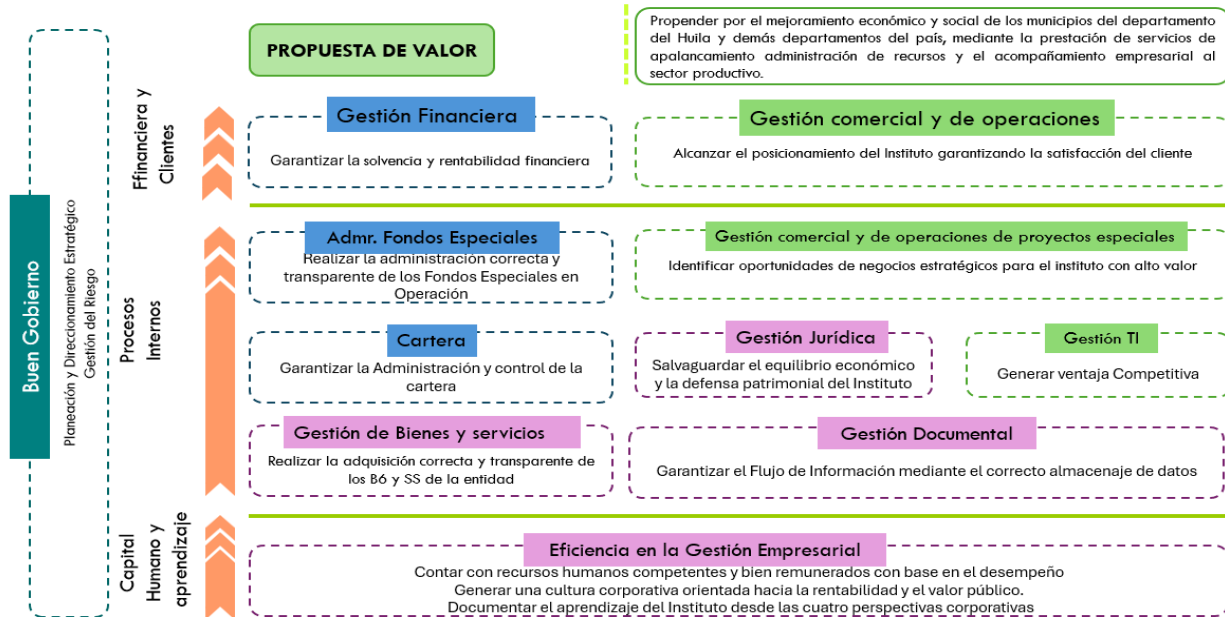 PROPUESTA DE VALOR
Propender por el mejoramiento económico y social de los municipios del departamento
del Huila y demás departamentos del país, mediante la prestación de servicios de
apalancamiento administración de recursos y el acompañamiento empresarial al
sector productivo.
Buen Gobierno
Planeación y Direccionamiento Estratégico
Gestión del Riesgo
Ffinanciera y
Clientes
Gestión Financiera
Garantizar la solvencia y rentabilidad financiera
Gestión comercial y de operaciones
Alcanzar el posicionamiento del Instituto garantizando la satisfacción del cliente
Procesos
Internos
Admr. Fondos Especiales
Realizar la administración correcta y
transparente de los Fondos Especiales en
Operación
Gestión comercial y de operaciones de proyectos especiales
Identificar oportunidades de negocios estratégicos para el instituto con alto valor
Cartera
Garantizar la Administración y control de la
cartera
Gestión Jurídica
Salvaguardar el equilibrio económico
y la defensa patrimonial del Instituto
Gestión TI
Generar ventaja Competitiva
Gestión de Bienes y servicios
Realizar la adquisición correcta y transparente de
los B6 y SS de la entidad
Gestión Documental
Garantizar el Flujo de Información mediante el correcto almacenaje de datos
Capital
Humano y
aprendizaje
Eficiencia en la Gestión Empresarial
Contar con recursos humanos competentes y bien remunerados con base en el desempeño
Generar una cultura corporativa orientada hacia la rentabilidad y el valor público.
Documentar el aprendizaje del Instituto desde las cuatro perspectivas corporativas